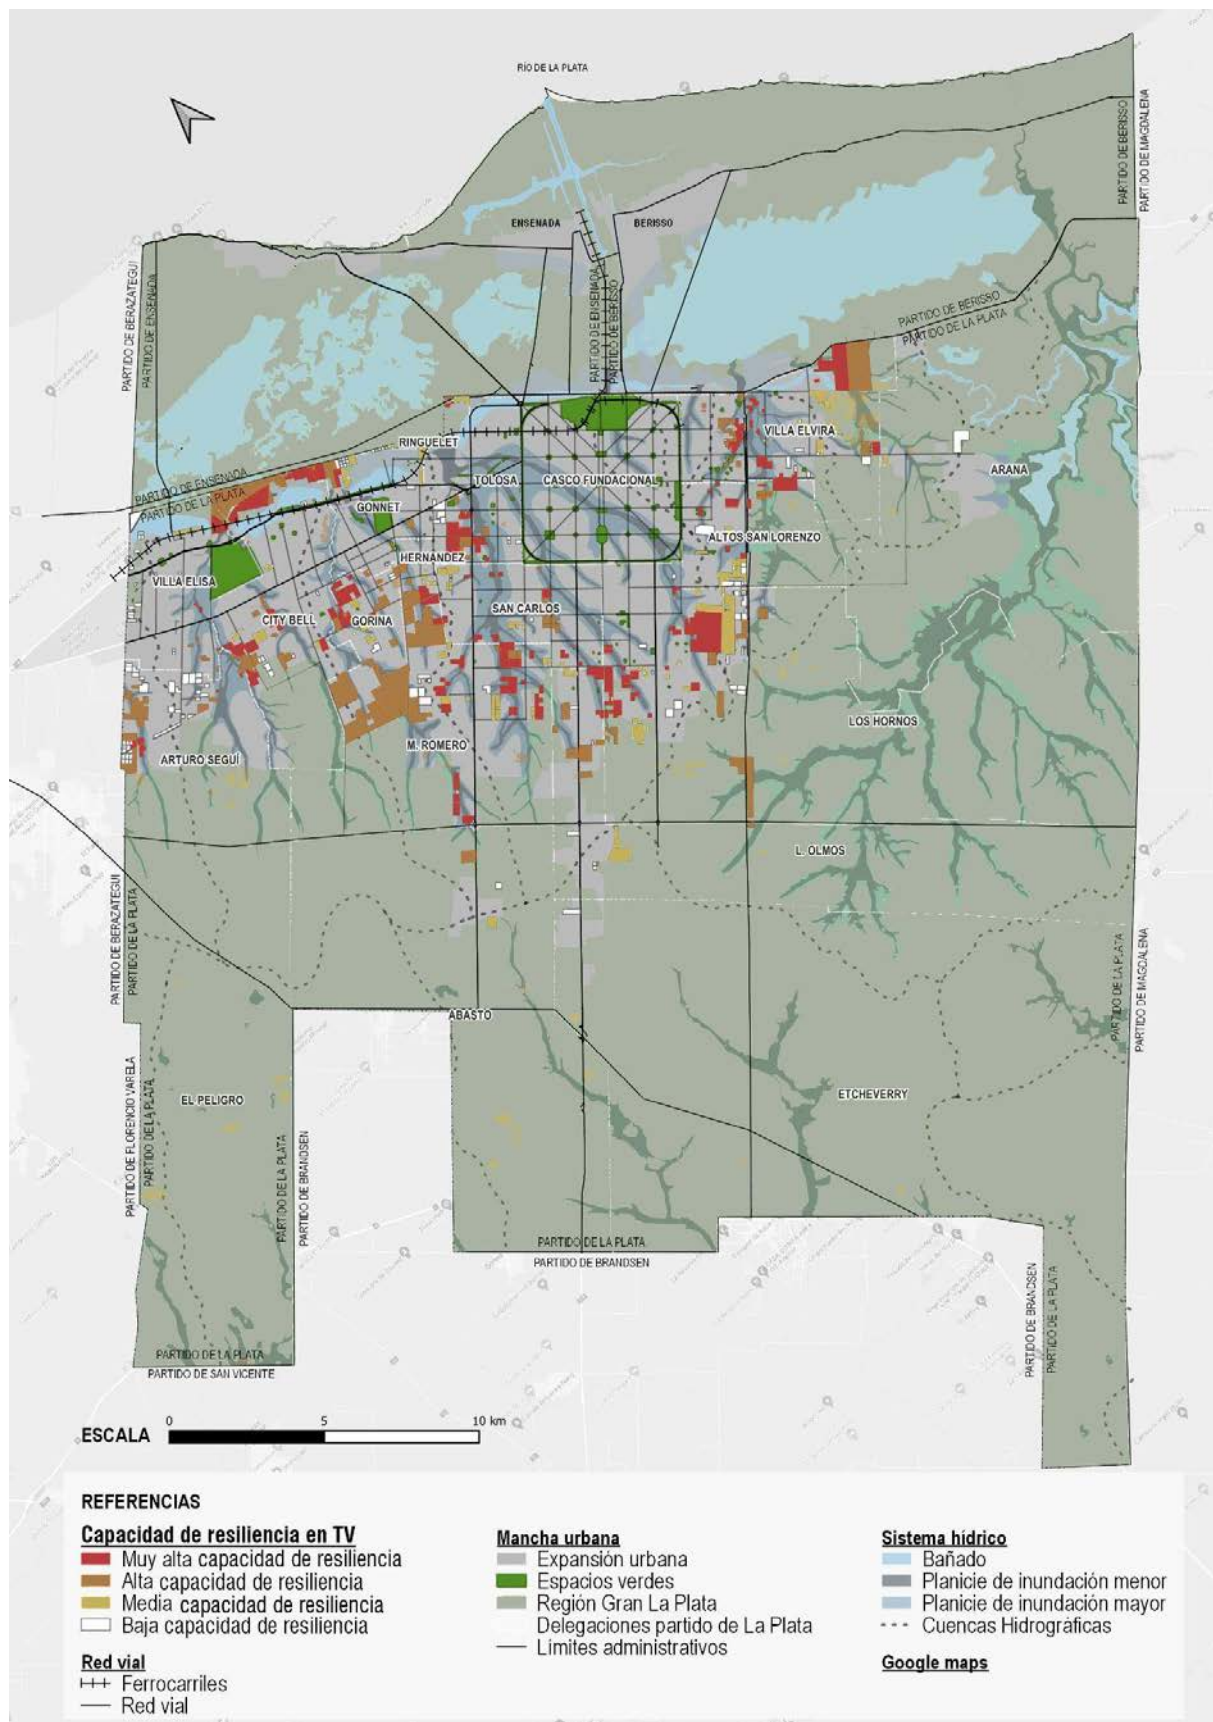 RÍO DE LA PLATA
PARTIDO DE BERISSO
PARTIDO DE MAGDALENA
ENSENADA
BERISSO
PARTIDO DE BERAZATEGUI
PARTIDO DE ENSENADA
PARTIDO DE ENSENADA
PARTIDO DE BERISSO
PARTIDO DE BERISSO
PARTIDO DE LA PLATA
RINGUELET
VILLA ELVIRA
PARTIDO DE ENSENADA
PARTIDO DE LA PLATA
TOLOSA
CASCO FUNDACIONAL
ARANA
GONNET
ALTOS SAN LORENZO
HERNÁNDEZ
VILLA ELISA
CITY BELL
GORINA
SAN CARLOS
LOS HORNOS
M. ROMERO
ARTURO SEGUÍ
L. OLMOS
PARTIDO DE BERAZATEGUI
PARTIDO DE LA PLATA
PARTIDO DE LA PLATA
PARTIDO DE MAGDALENA
ABASTO
EL PELIGRO
ETCHEVERRY
PARTIDO DE FLORENCIO VARELA
PARTIDO DE LA PLATA
PARTIDO DE LA PLATA
PARTIDO DE BRANDSEN
PARTIDO DE LA PLATA
PARTIDO DE BRANDSEN
PARTIDO DE BRANDSEN
PARTIDO DE LA PLATA
PARTIDO DE LA PLATA
PARTIDO DE SAN VICENTE
ESCALA 0 5 10 km
REFERENCIAS
Capacidad de resiliencia en TV
Muy alta capacidad de resiliencia
Alta capacidad de resiliencia
Media capacidad de resiliencia
Baja capacidad de resiliencia
Red vial
Ferrocarriles
Red vial
Mancha urbana
Expansión urbana
Espacios verdes
Región Gran La Plata
Delegaciones partido de La Plata
Límites administrativos
Sistema hídrico
Bañado
Planicie de inundación menor
Planicie de inundación mayor
Cuencas Hidrográficas
Google maps